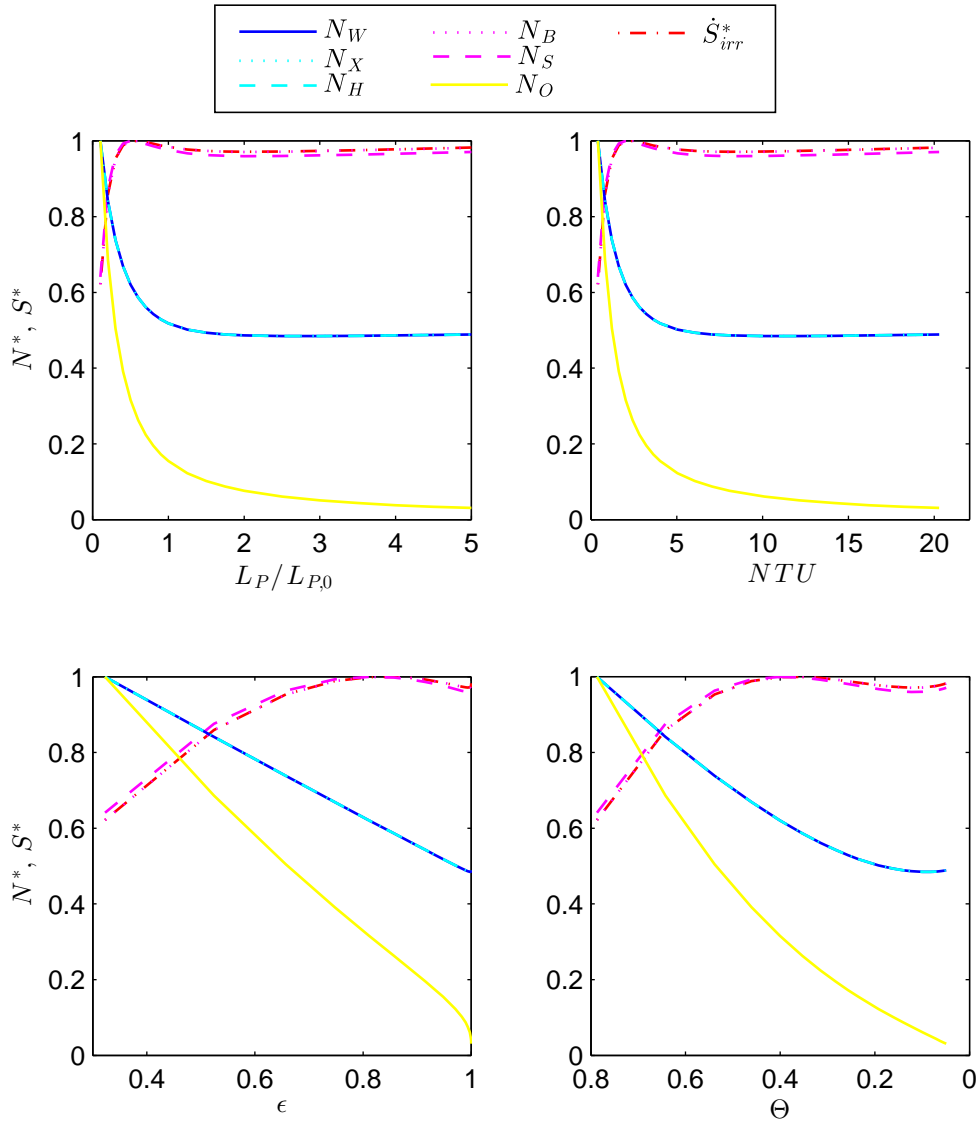 N_W N_B Ṡ*_irr
N_X N_S
N_H N_O
1 1
0.8 0.8
0.6 0.6
0.4 0.4
0.2 0.2
0 0
N*, S*
0 1 2 3 4 5 0 5 10 15 20
L_P/L_P,0 NTU
1 1
0.8 0.8
0.6 0.6
0.4 0.4
0.2 0.2
0 0
N*, S*
0.4 0.6 0.8 1 0.8 0.6 0.4 0.2 0
ϵ Θ